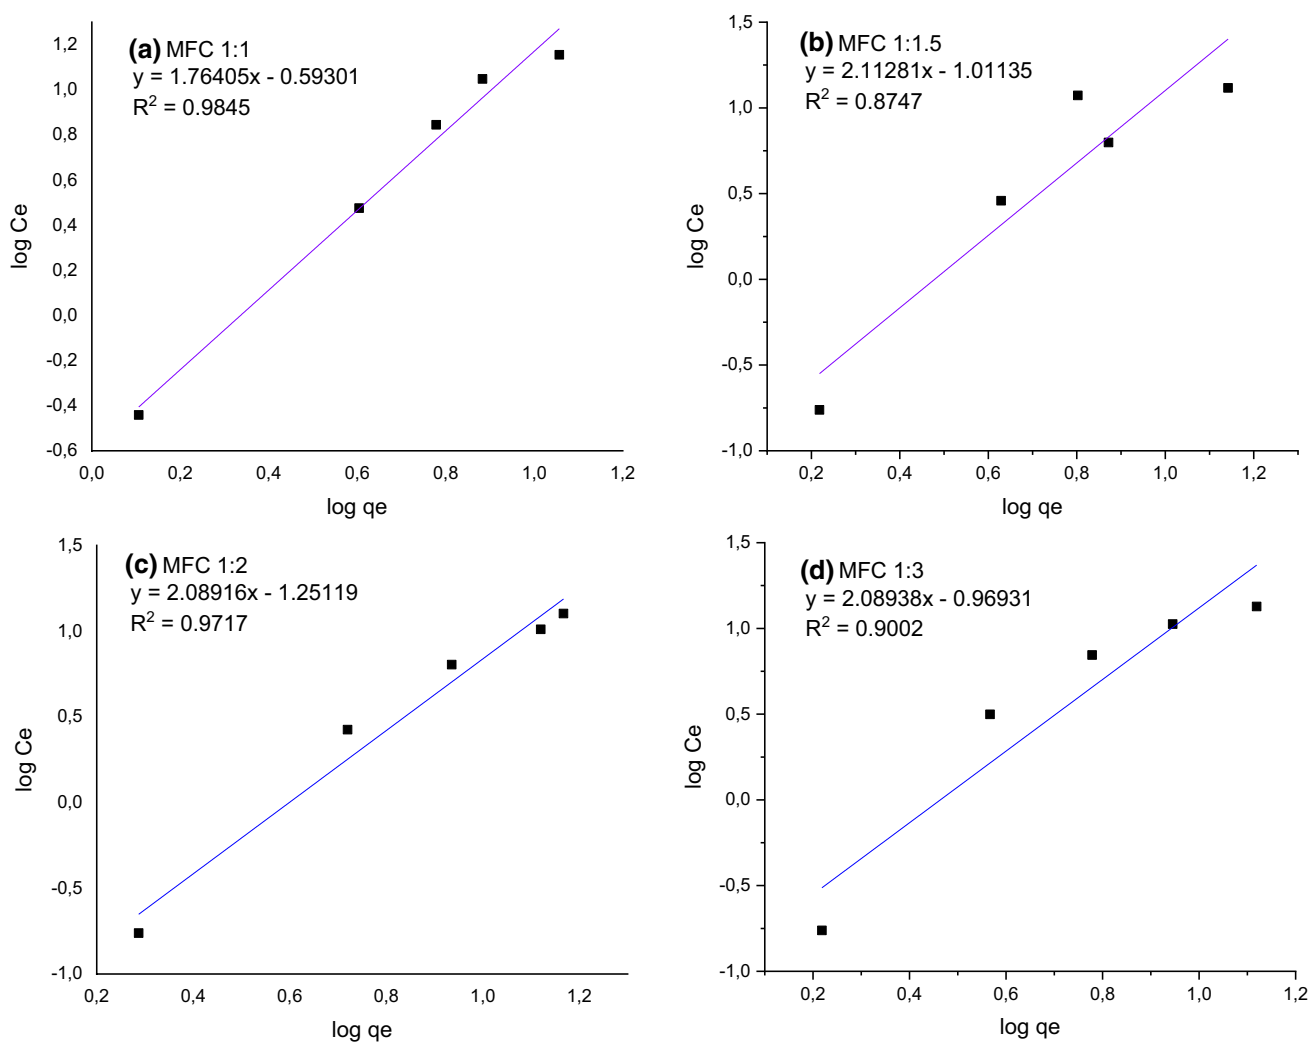 (a) MFC 1:1
y = 1.76405x - 0.59301
R² = 0.9845
1,2
1,0
0,8
0,6
0,4
0,2
0,0
-0,2
-0,4
-0,6
log Ce
0,0 0,2 0,4 0,6 0,8 1,0 1,2
log qe
(b) MFC 1:1.5
y = 2.11281x - 1.01135
R² = 0.8747
1,5
1,0
0,5
0,0
-0,5
-1,0
log Ce
0,2 0,4 0,6 0,8 1,0 1,2
log qe
(c) MFC 1:2
y = 2.08916x - 1.25119
R² = 0.9717
1,5
1,0
0,5
0,0
-0,5
-1,0
log Ce
0,2 0,4 0,6 0,8 1,0 1,2
log qe
(d) MFC 1:3
y = 2.08938x - 0.96931
R² = 0.9002
1,5
1,0
0,5
0,0
-0,5
-1,0
log Ce
0,2 0,4 0,6 0,8 1,0 1,2
log qe